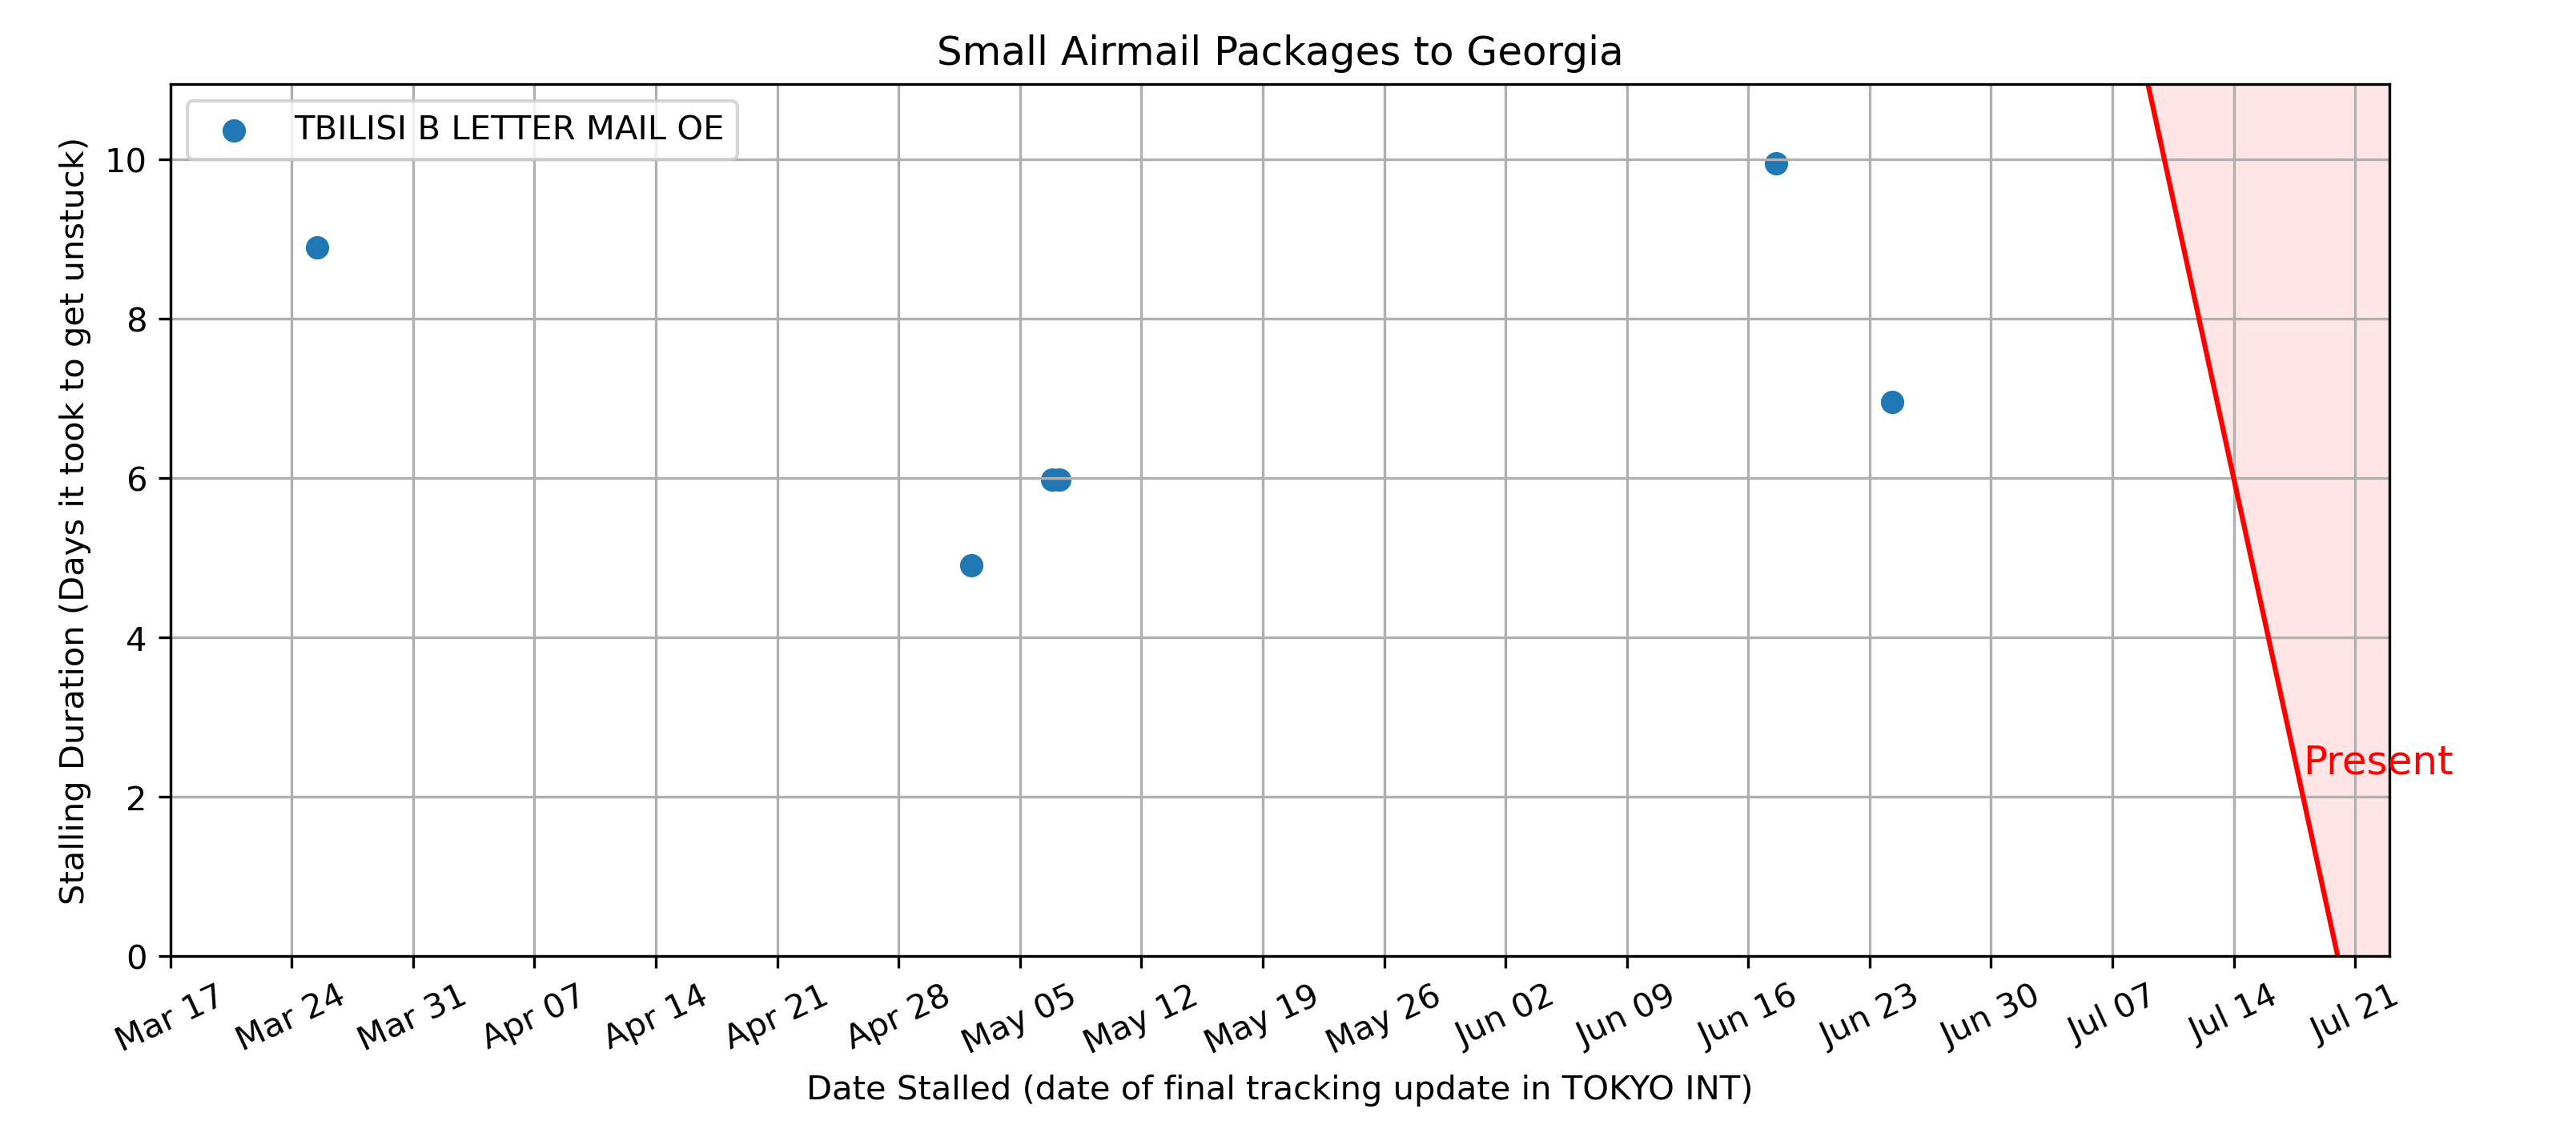 Small Airmail Packages to Georgia
TBILISI B LETTER MAIL OE
Stalling Duration (Days it took to get unstuck)
10
8
6
4
2
0
Present
Mar 17
Mar 24
Mar 31
Apr 07
Apr 14
Apr 21
Apr 28
May 05
May 12
May 19
May 26
Jun 02
Jun 09
Jun 16
Jun 23
Jun 30
Jul 07
Jul 14
Jul 21
Date Stalled (date of final tracking update in TOKYO INT)